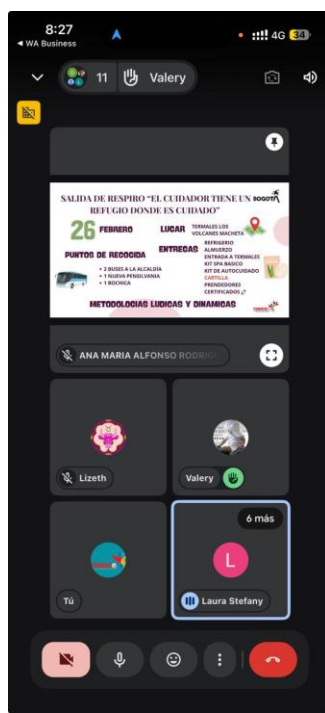 8:27
4G 34
◄ WA Business
11 Valery
SALIDA DE RESPIRO “EL CUIDADOR TIENE UN
REFUGIO DONDE ES CUIDADO”
BOGOTÁ
26 FEBRERO
LUGAR
TERMALES LOS
VOLCANES MACHETA
PUNTOS DE RECOGIDA
+ 2 BUSES A LA ALCALDÍA
+ 1 NUEVA PENSILVANIA
+ 1 BOCHICA
ENTREGAS
REFRIGERIO
ALMUERZO
ENTRADA A TERMALES
KIT SPA BASICO
KIT DE AUTOCUIDADO
CARTILLA
PRENDEDORES
CERTIFICADOS
METODOLOGIAS LUDICAS Y DINAMICAS
ANA MARIA ALFONSO RODRIGU
Lizeth
Valery
6 más
Tú
L
Laura Stefany